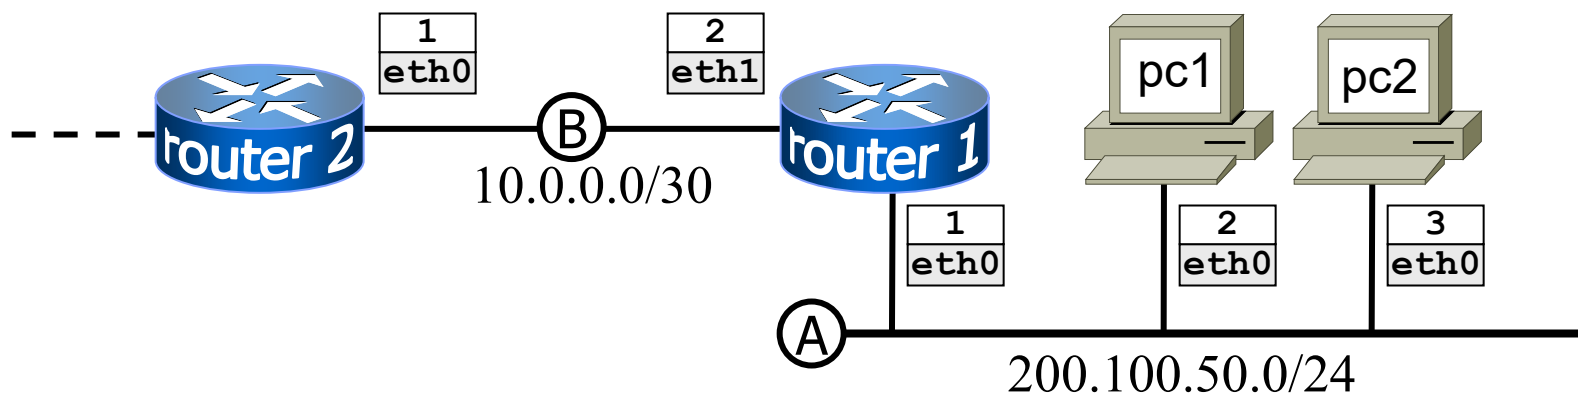 1
eth0
2
eth1
pc1
pc2
router 2
B
router 1
10.0.0.0/30
1
eth0
2
eth0
3
eth0
A
200.100.50.0/24